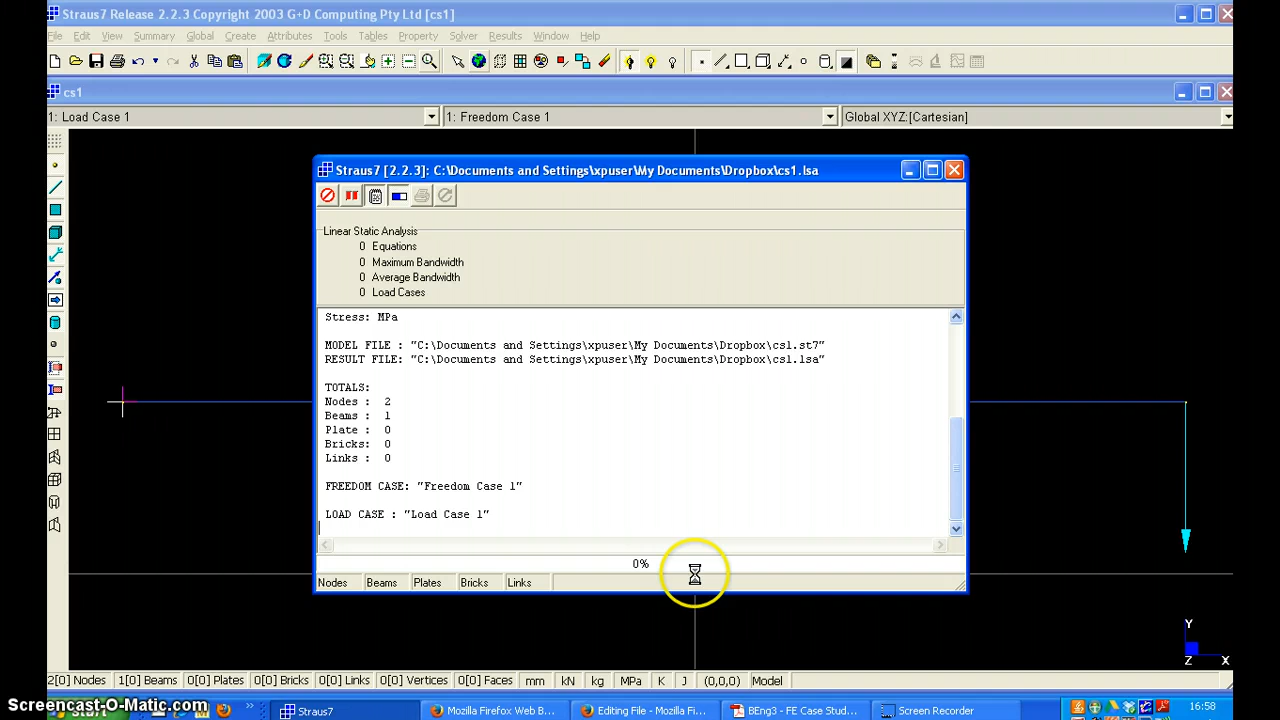 Straus7 Release 2.2.3 Copyright 2003 G+D Computing Pty Ltd [cs1]
File Edit View Summary Global Create Attributes Tools Tables Property Solver Results Window Help
cs1
1: Load Case 1
1: Freedom Case 1
Global XYZ:[Cartesian]
Straus7 [2.2.3]: C:\Documents and Settings\xpuser\My Documents\Dropbox\cs1.lsa
Linear Static Analysis
0 Equations
0 Maximum Bandwidth
0 Average Bandwidth
0 Load Cases
Stress: MPa
MODEL FILE : "C:\Documents and Settings\xpuser\My Documents\Dropbox\cs1.st7"
RESULT FILE: "C:\Documents and Settings\xpuser\My Documents\Dropbox\cs1.lsa"
TOTALS:
Nodes : 2
Beams : 1
Plate : 0
Bricks: 0
Links : 0
FREEDOM CASE: "Freedom Case 1"
LOAD CASE : "Load Case 1"
0%
Nodes Beams Plates Bricks Links
Y
Z X
2[0] Nodes 1[0] Beams 0[0] Plates 0[0] Bricks 0[0] Links 0[0] Vertices 0[0] Faces mm kN kg MPa K J (0,0,0) Model
Screencast-O-Matic.com
start
Straus7
Mozilla Firefox Web B...
Editing File - Mozilla Fi...
BEng3 - FE Case Stud...
Screen Recorder
16:58